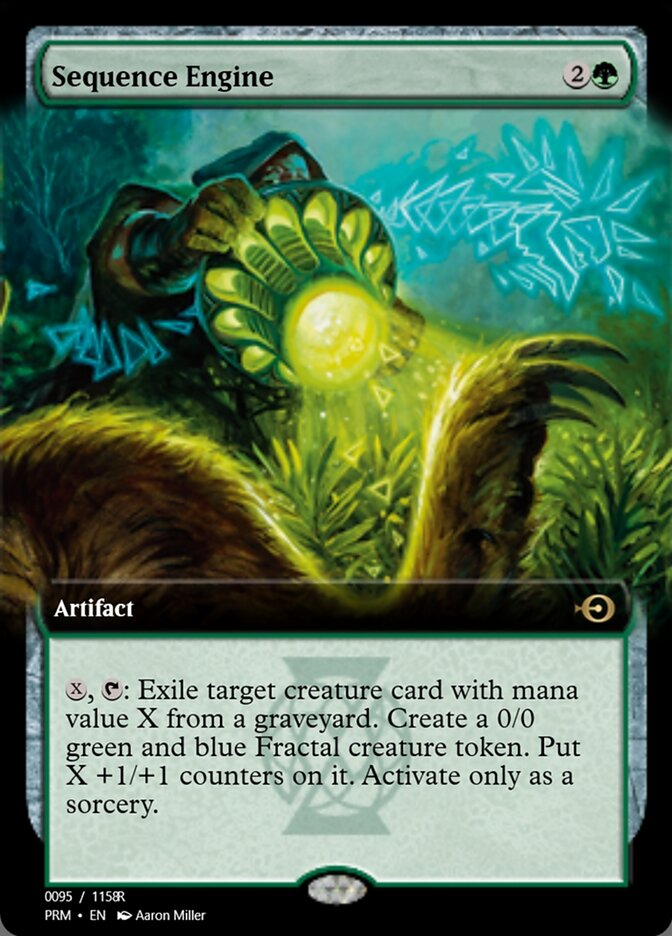 Sequence Engine 2
Artifact
X, : Exile target creature card with mana
value X from a graveyard. Create a 0/0
green and blue Fractal creature token. Put
X +1/+1 counters on it. Activate only as a
sorcery.
0095 / 1158R
PRM • EN Aaron Miller